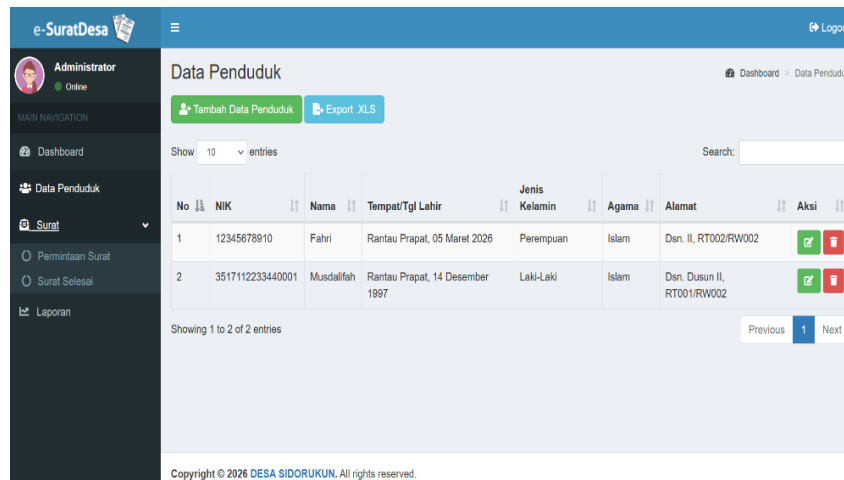 e-SuratDesa
Logou
Administrator
Online
MAIN NAVIGATION
Dashboard
Data Penduduk
Surat
Permintaan Surat
Surat Selesai
Laporan
Data Penduduk
Dashboard > Data Pendudu
Tambah Data Penduduk Export .XLS
Show 10 entries Search:
No NIK Nama Tempat/Tgl Lahir Jenis Kelamin Agama Alamat Aksi
1 12345678910 Fahri Rantau Prapat, 05 Maret 2026 Perempuan Islam Dsn. II, RT002/RW002
2 3517112233440001 Musdalifah Rantau Prapat, 14 Desember 1997 Laki-Laki Islam Dsn. Dusun II, RT001/RW002
Showing 1 to 2 of 2 entries Previous 1 Next
Copyright © 2026 DESA SIDORUKUN. All rights reserved.